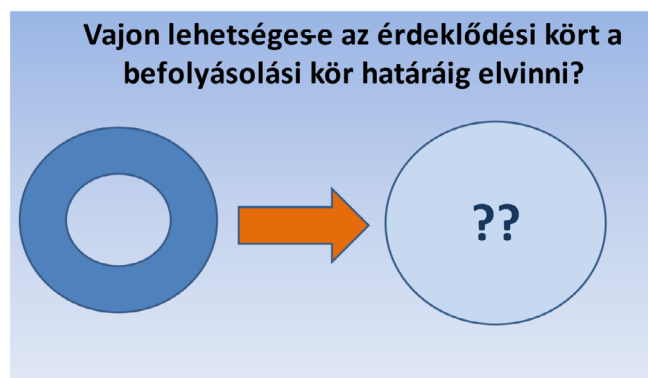 Vajon lehetséges-e az érdeklődési kört a
befolyásolási kör határáig elvinni?
??